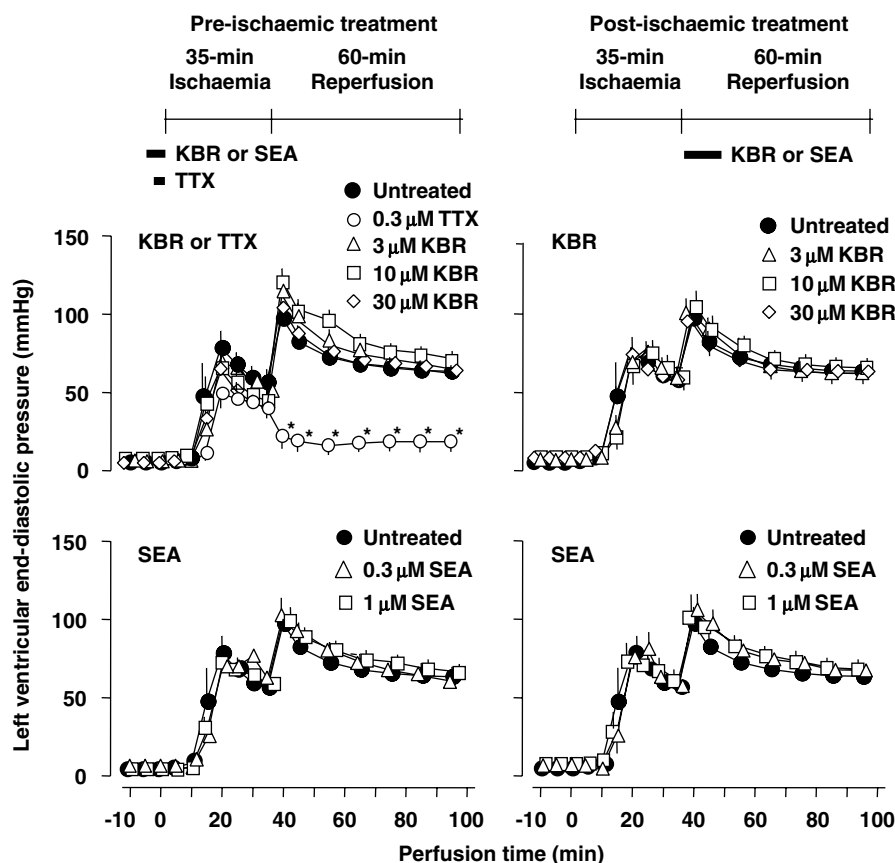 Pre-ischaemic treatment
35-min
Ischaemia
60-min
Reperfusion
KBR or SEA
TTX
Post-ischaemic treatment
35-min
Ischaemia
60-min
Reperfusion
KBR or SEA
Left ventricular end-diastolic pressure (mmHg)
150
100
50
0
KBR or TTX
Untreated
0.3 µM TTX
3 µM KBR
10 µM KBR
30 µM KBR
* * * * * * *
KBR
Untreated
3 µM KBR
10 µM KBR
30 µM KBR
150
100
50
0
SEA
Untreated
0.3 µM SEA
1 µM SEA
SEA
Untreated
0.3 µM SEA
1 µM SEA
-10 0 20 40 60 80 100
-10 0 20 40 60 80 100
Perfusion time (min)